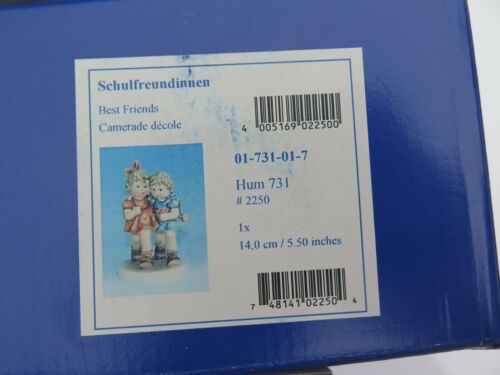 Schulfreundinnen
Best Friends
Camerade décole
4 005169 022500
01-731-01-7
Hum 731
# 2250
1x
14,0 cm / 5.50 inches
7 48141 02250 4